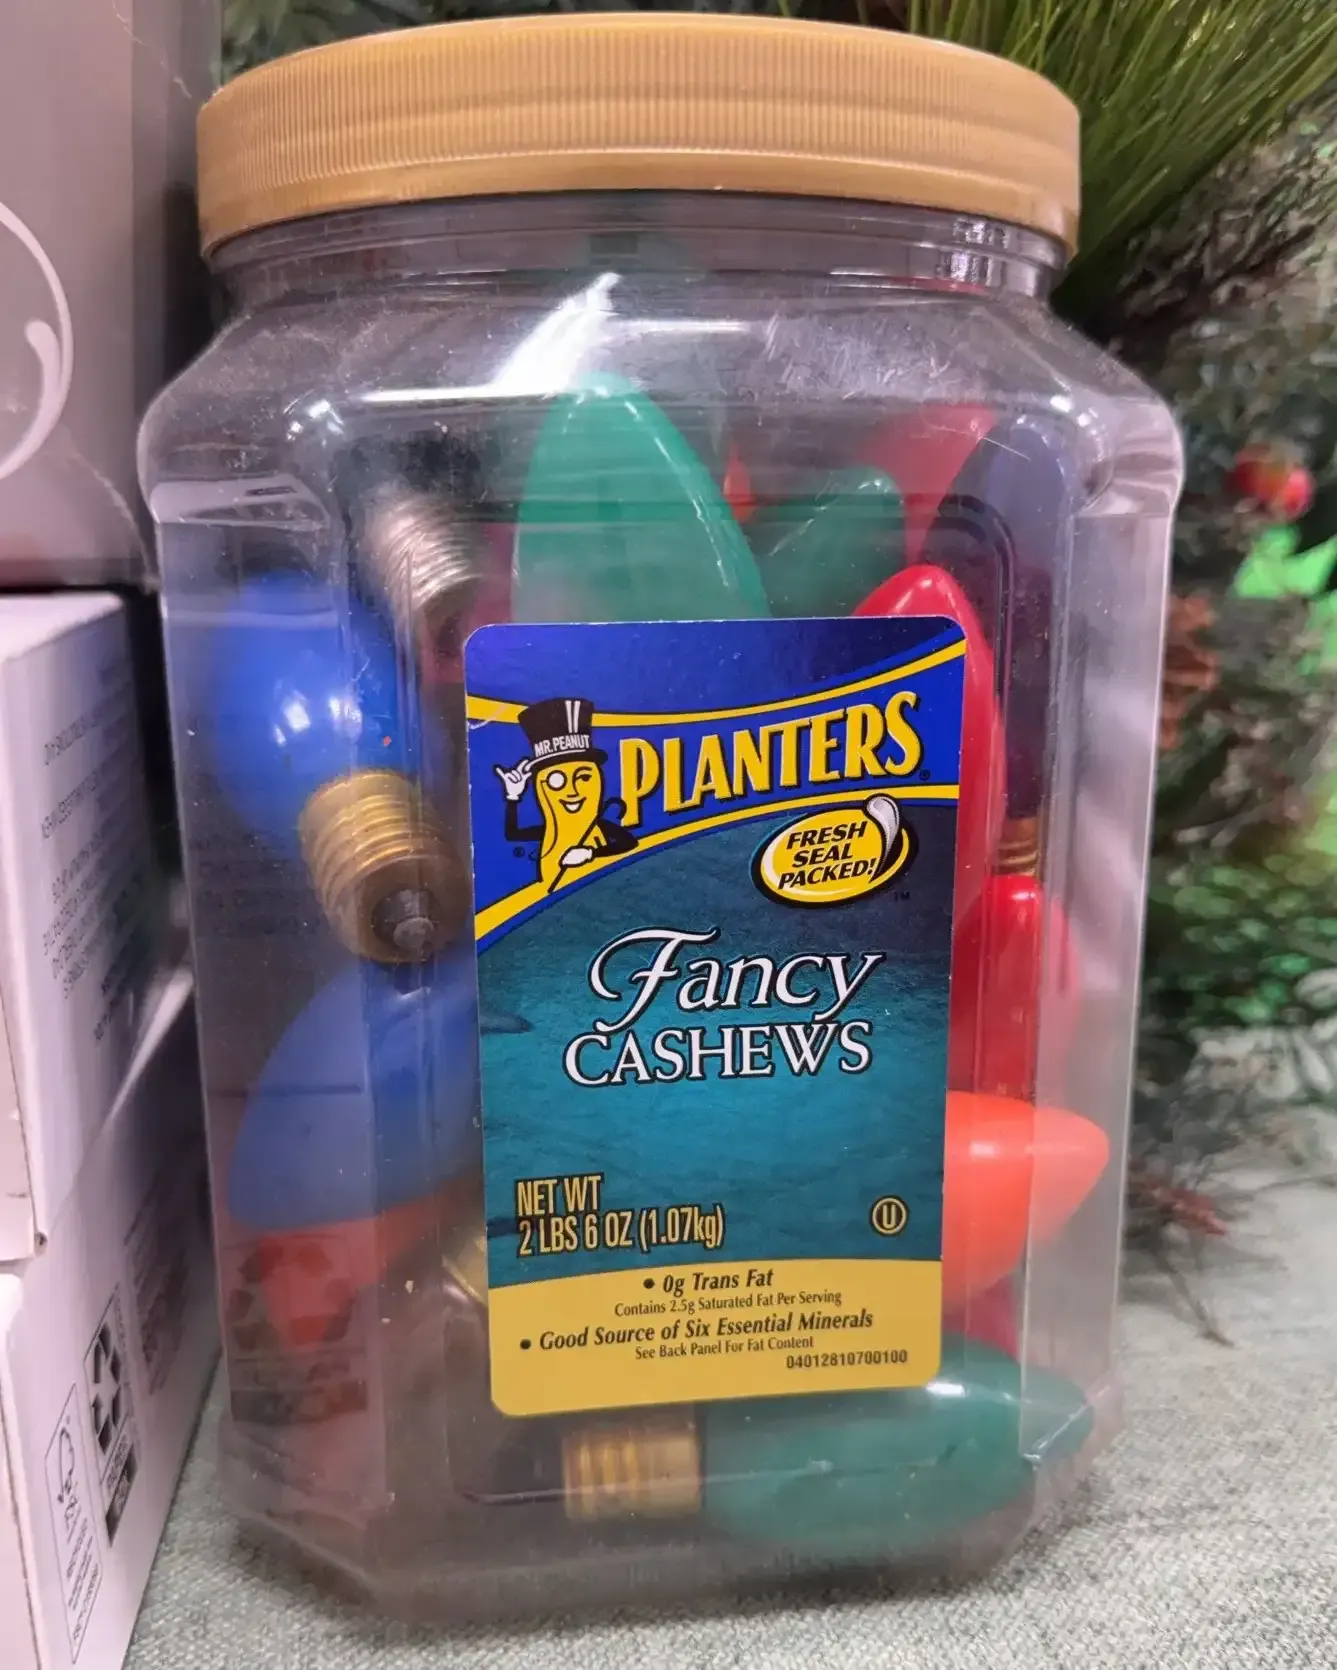 MR. PEANUT
PLANTERS®
FRESH
SEAL
PACKED!
™
Fancy
CASHEWS
NET WT
2 LBS 6 OZ (1.07kg)
U
• 0g Trans Fat
Contains 2.5g Saturated Fat Per Serving
• Good Source of Six Essential Minerals
See Back Panel For Fat Content
04012810700100